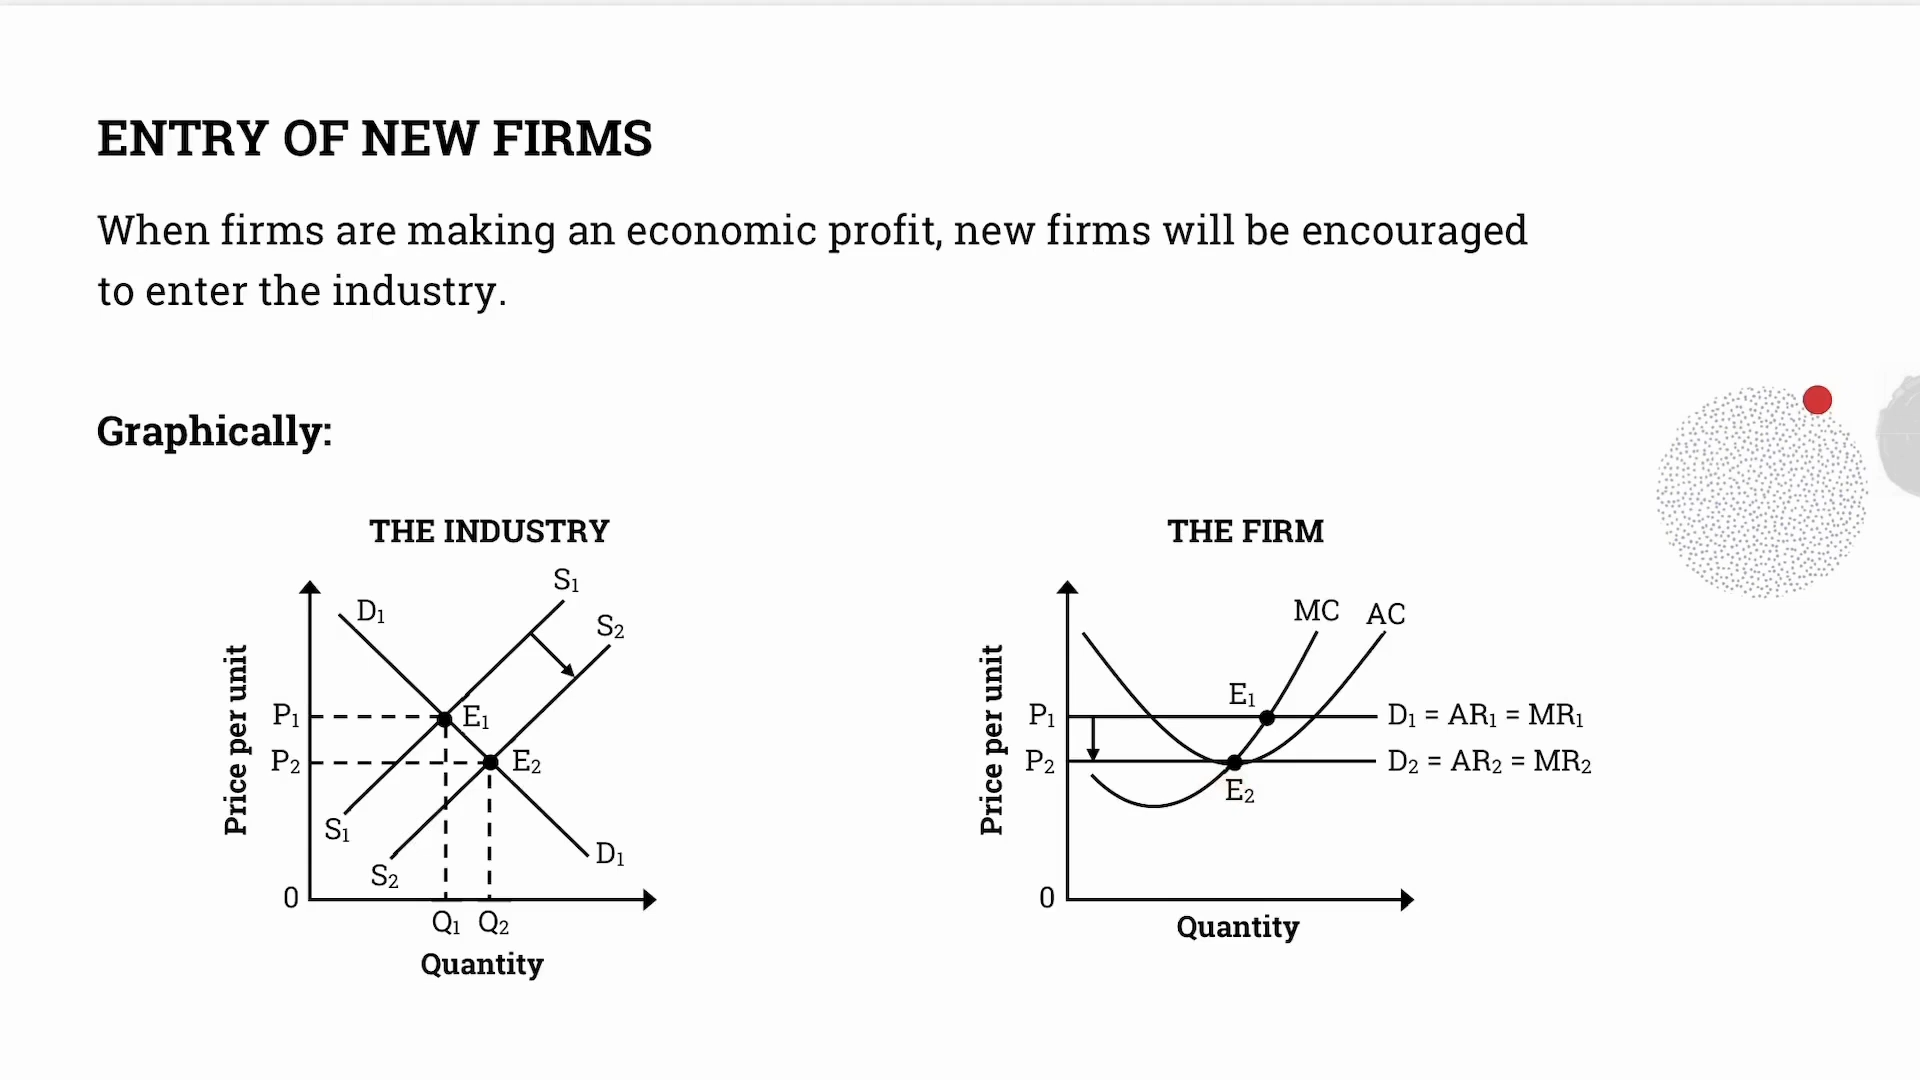 ENTRY OF NEW FIRMS
When firms are making an economic profit, new firms will be encouraged
to enter the industry.
Graphically:
THE INDUSTRY
Price per unit
D₁
S₁
S₂
P₁
E₁
P₂
E₂
S₁
S₂
D₁
0
Q₁ Q₂
Quantity
THE FIRM
Price per unit
MC AC
E₁
P₁
D₁ = AR₁ = MR₁
P₂
D₂ = AR₂ = MR₂
E₂
0
Quantity